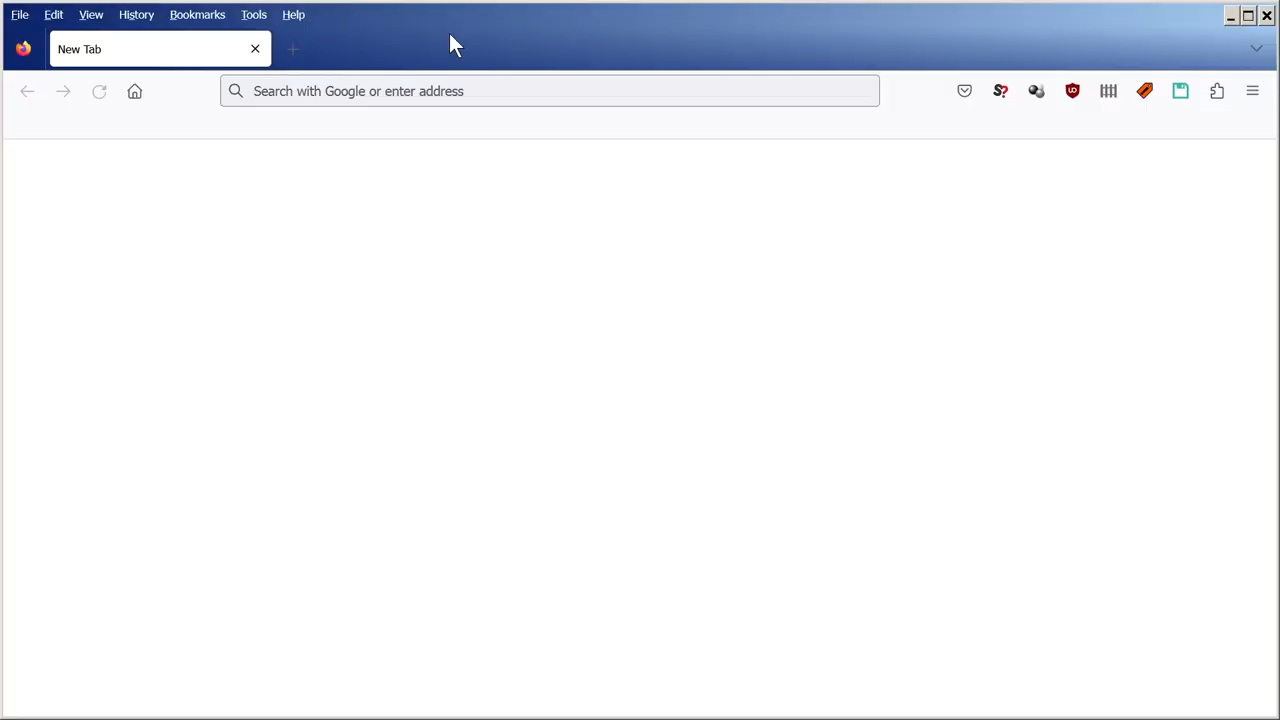 File Edit View History Bookmarks Tools Help
New Tab
Search with Google or enter address
S?